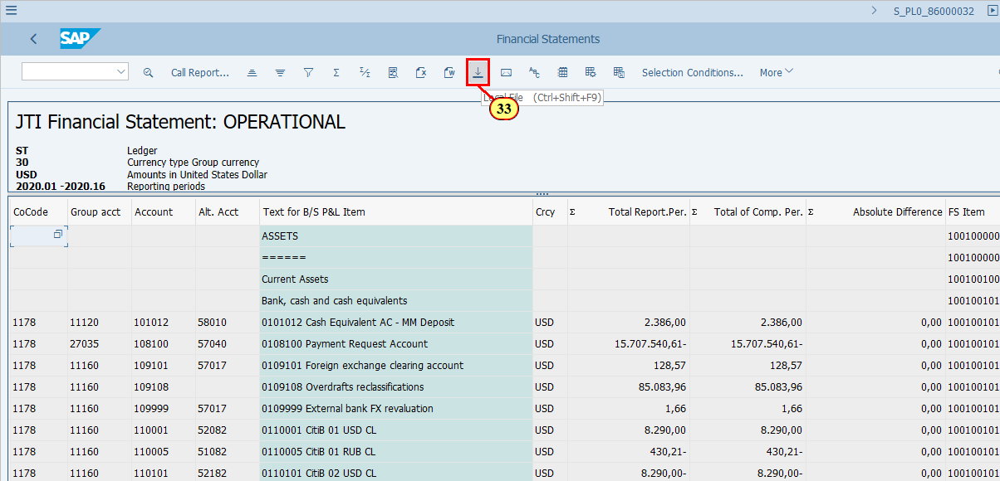 S_PL0_86000032
SAP
Financial Statements
Call Report... Σ Selection Conditions... More
Local File (Ctrl+Shift+F9)
33
JTI Financial Statement: OPERATIONAL
ST Ledger
30 Currency type Group currency
USD Amounts in United States Dollar
2020.01 -2020.16 Reporting periods
CoCode Group acct Account Alt. Acct Text for B/S P&L Item Crcy Σ Total Report.Per. Σ Total of Comp. Per. Σ Absolute Difference FS Item
ASSETS 100100000
====== 100100000
Current Assets 100100100
Bank, cash and cash equivalents 100100101
1178 11120 101012 58010 0101012 Cash Equivalent AC - MM Deposit USD 2.386,00 2.386,00 0,00 100100101
1178 27035 108100 57040 0108100 Payment Request Account USD 15.707.540,61- 15.707.540,61- 0,00 100100101
1178 11160 109101 57017 0109101 Foreign exchange clearing account USD 128,57 128,57 0,00 100100101
1178 11160 109108 0109108 Overdrafts reclassifications USD 85.083,96 85.083,96 0,00 100100101
1178 11160 109999 57017 0109999 External bank FX revaluation USD 1,66 1,66 0,00 100100101
1178 11160 110001 52082 0110001 CitiB 01 USD CL USD 8.290,00 8.290,00 0,00 100100101
1178 11160 110005 51082 0110005 CitiB 01 RUB CL USD 430,21- 430,21- 0,00 100100101
1178 11160 110101 52182 0110101 CitiB 02 USD CL USD 8.290,00- 8.290,00- 0,00 100100101